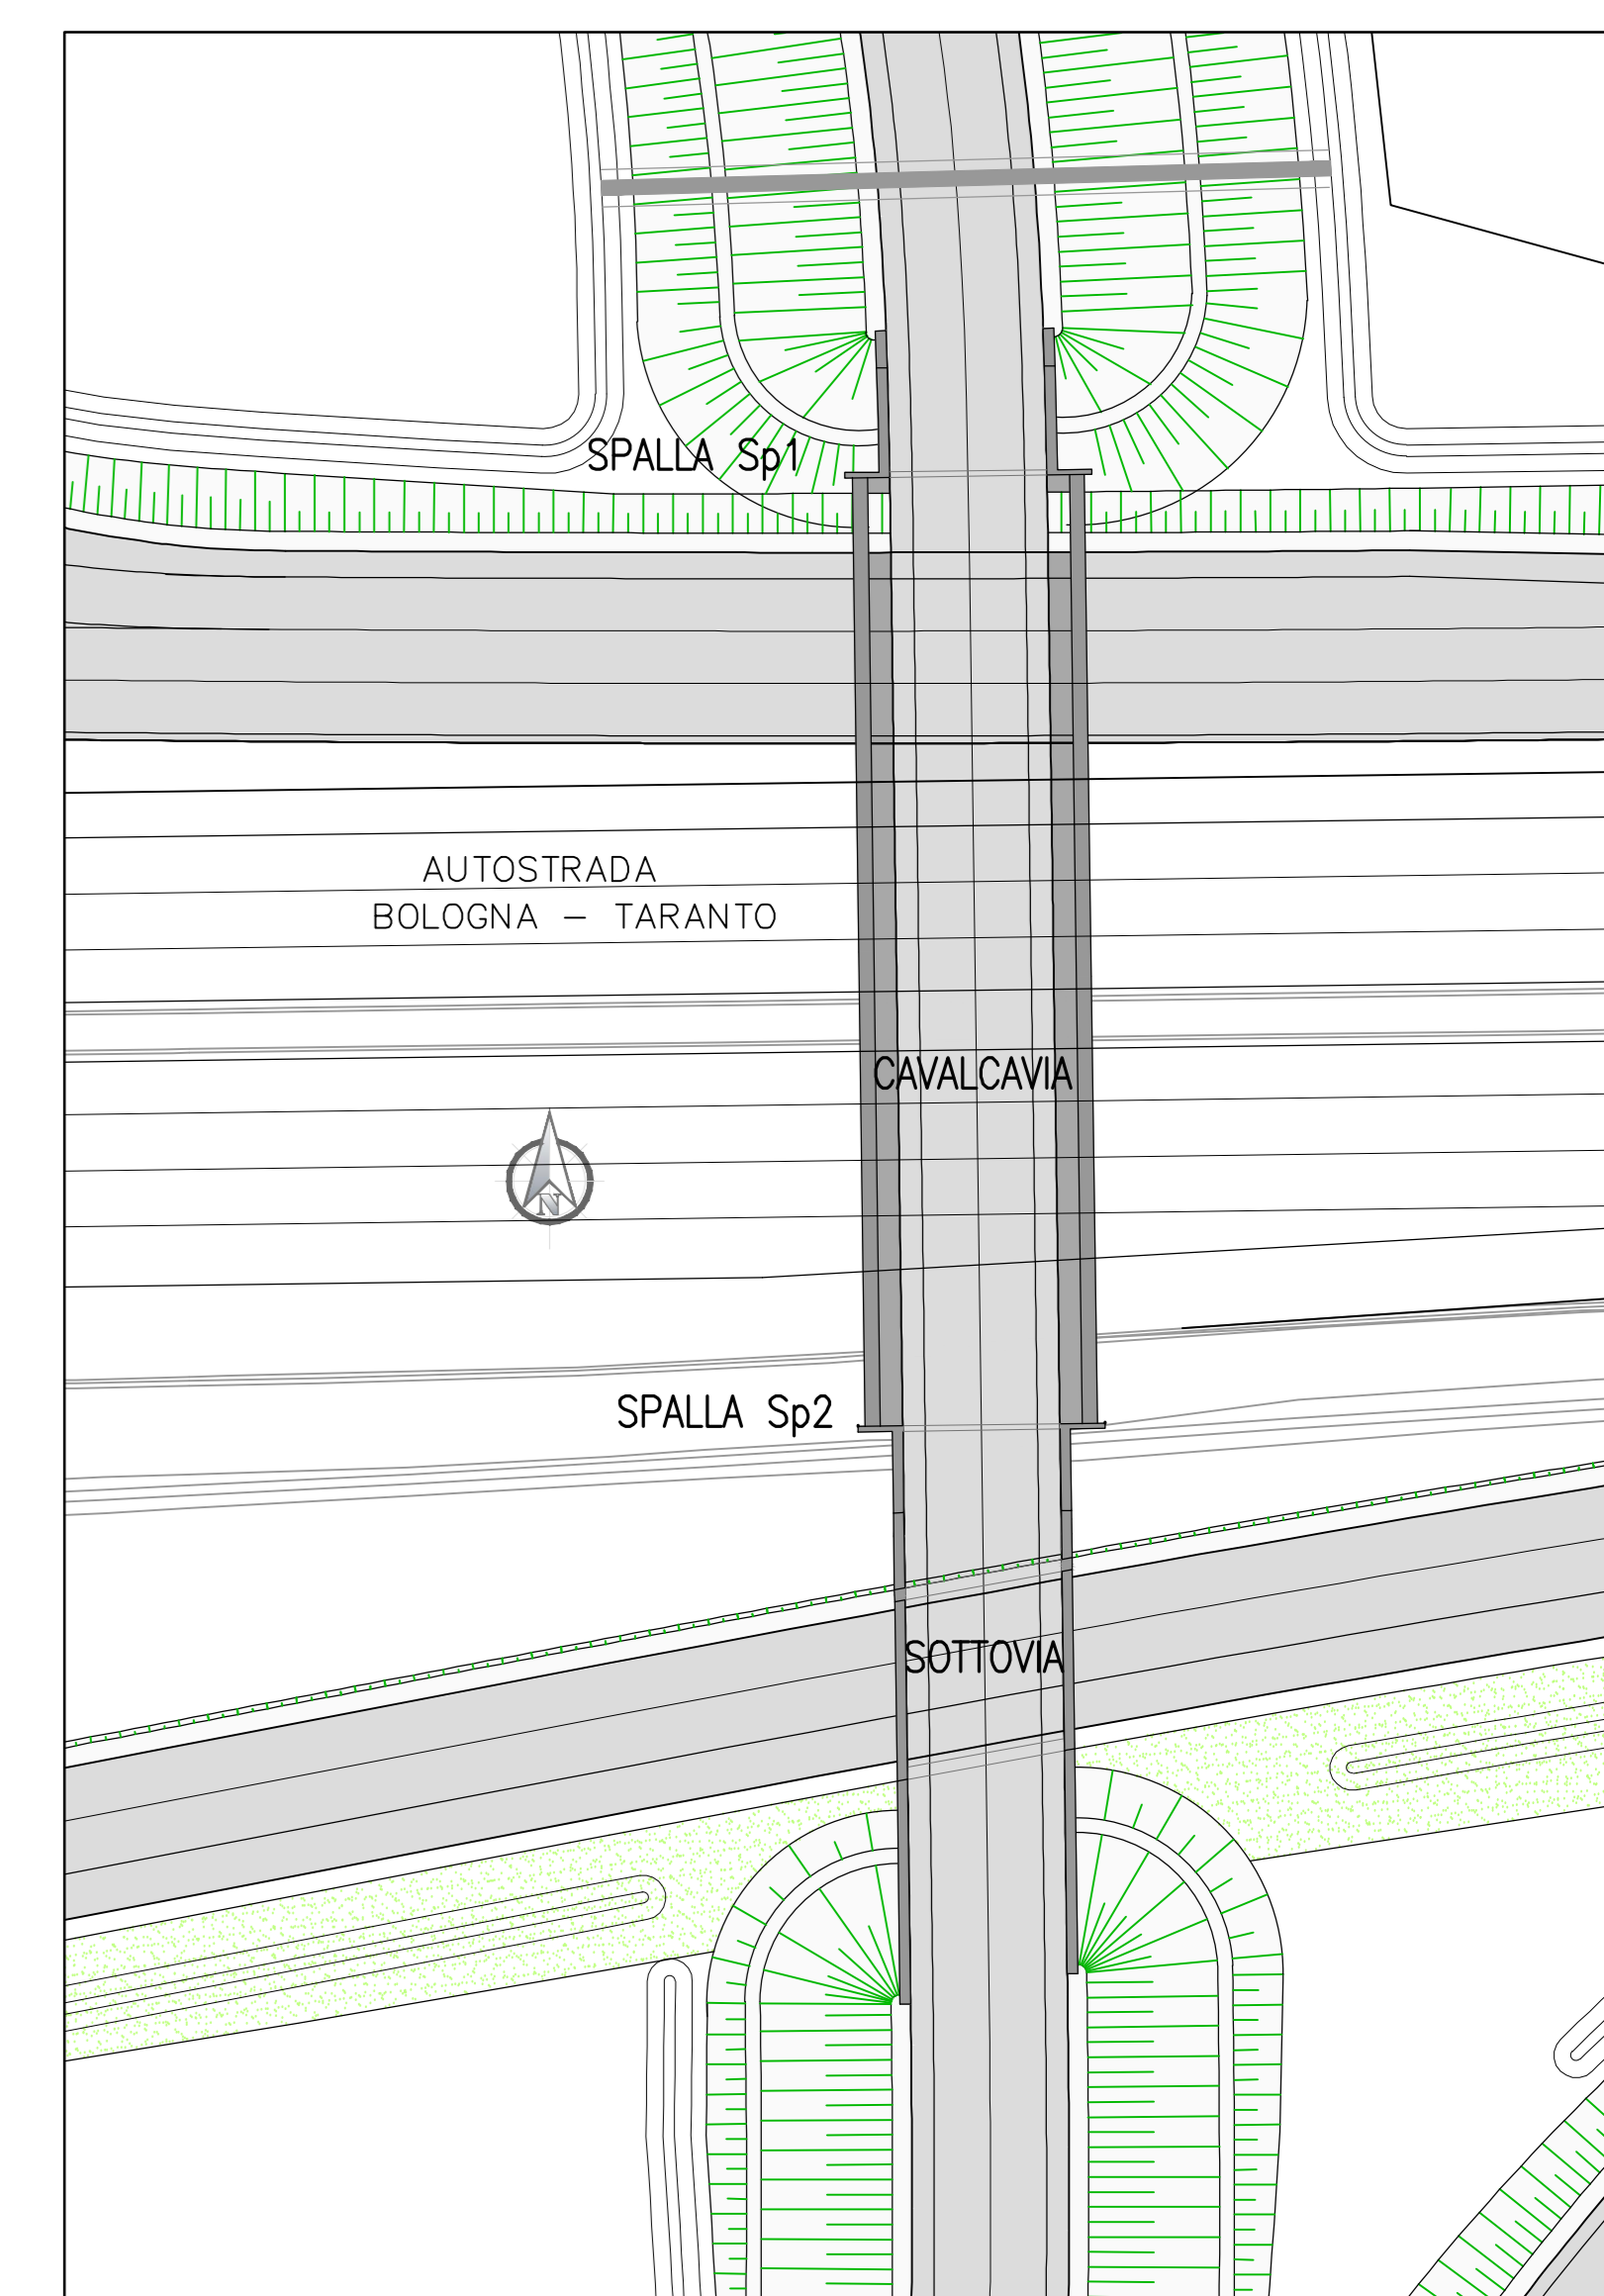 SPALLA Sp1
AUTOSTRADA
BOLOGNA – TARANTO
CAVALCAVIA
N
SPALLA Sp2
SOTTOVIA